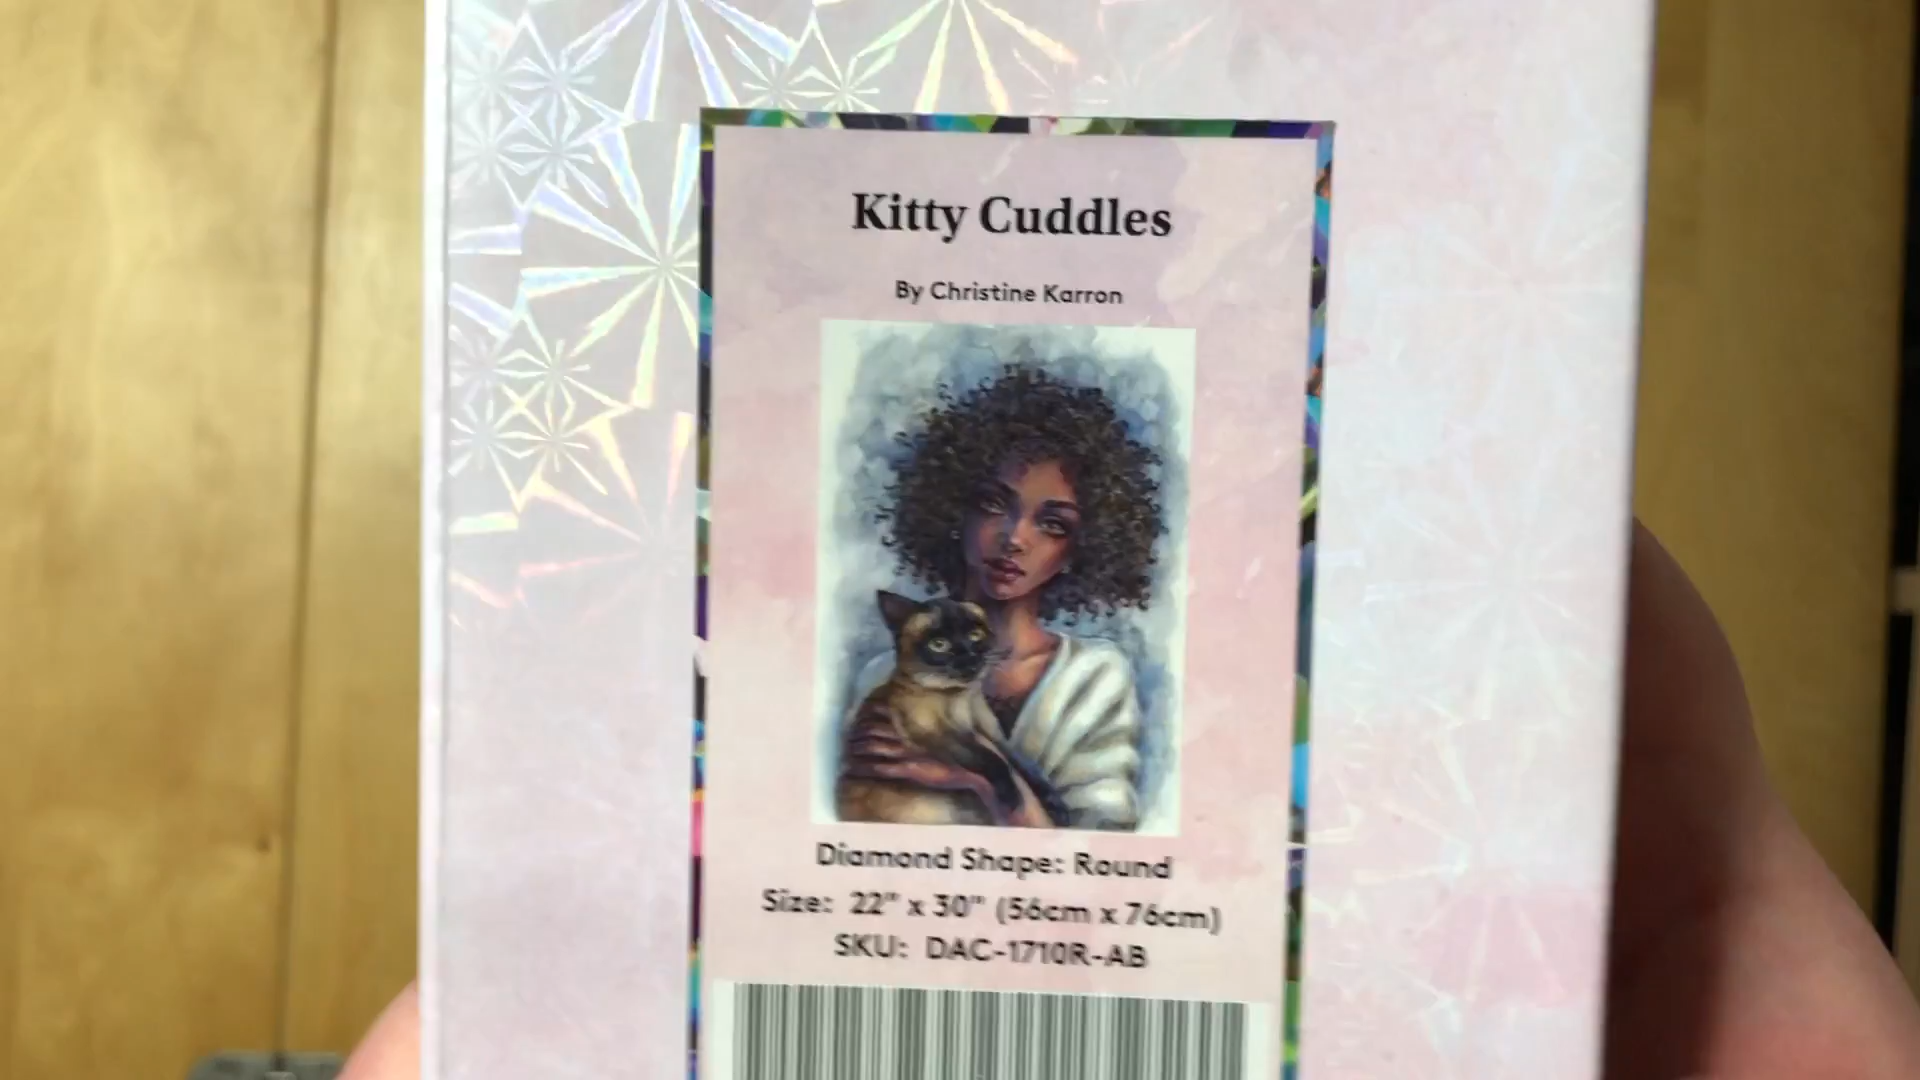 Kitty Cuddles
By Christine Karron
Diamond Shape: Round
Size: 22" x 30" (56cm x 76cm)
SKU: DAC-1710R-AB